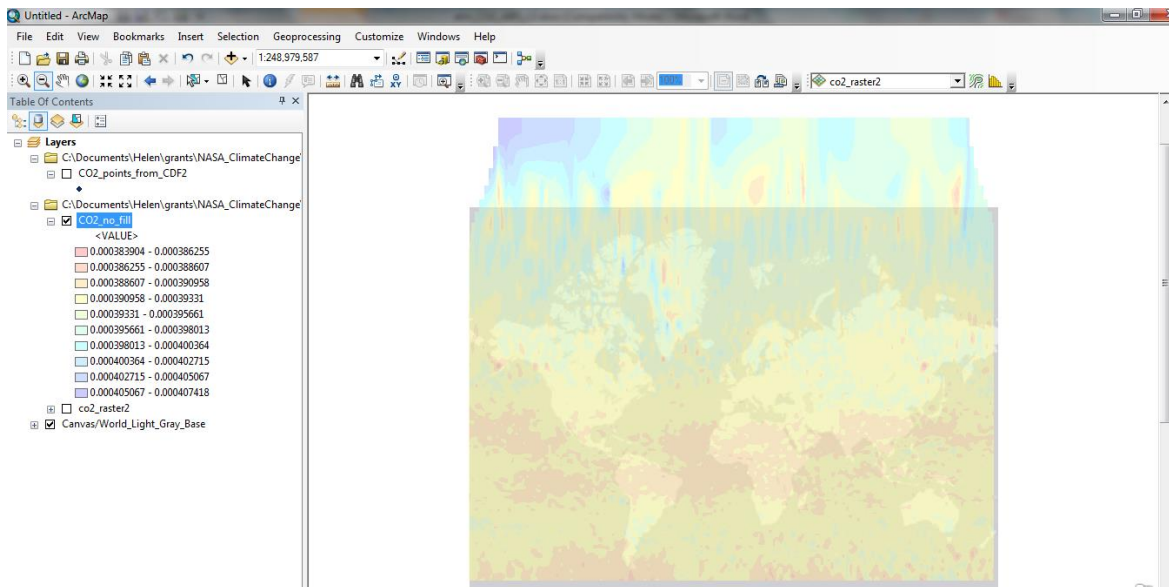 Untitled - ArcMap
File Edit View Bookmarks Insert Selection Geoprocessing Customize Windows Help
1:248,979,587
100%
co2_raster2
Table Of Contents
Layers
C:\Documents\Helen\grants\NASA_ClimateChange
CO2_points_from_CDF2
C:\Documents\Helen\grants\NASA_ClimateChange
CO2_no_fill
<VALUE>
0.000383904 - 0.000386255
0.000386255 - 0.000388607
0.000388607 - 0.000390958
0.000390958 - 0.00039331
0.00039331 - 0.000395661
0.000395661 - 0.000398013
0.000398013 - 0.000400364
0.000400364 - 0.000402715
0.000402715 - 0.000405067
0.000405067 - 0.000407418
co2_raster2
Canvas/World_Light_Gray_Base